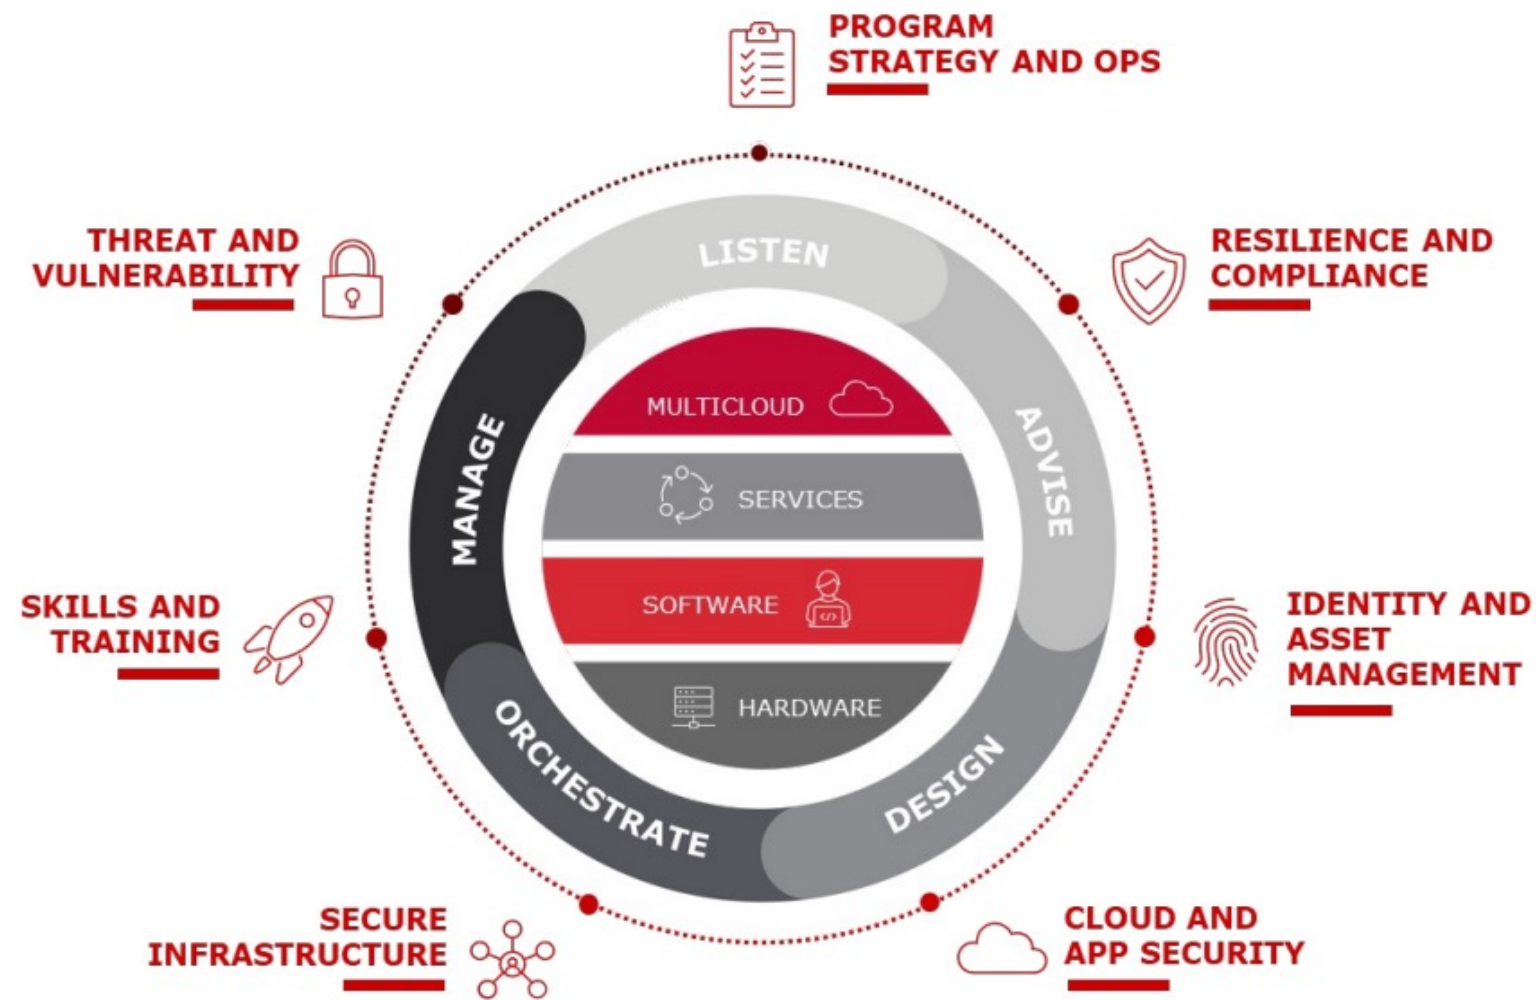 PROGRAM
STRATEGY AND OPS
THREAT AND
VULNERABILITY
RESILIENCE AND
COMPLIANCE
LISTEN
MULTICLOUD
ADVISE
MANAGE
SERVICES
SOFTWARE
SKILLS AND
TRAINING
IDENTITY AND
ASSET
MANAGEMENT
HARDWARE
ORCHESTRATE
DESIGN
SECURE
INFRASTRUCTURE
CLOUD AND
APP SECURITY